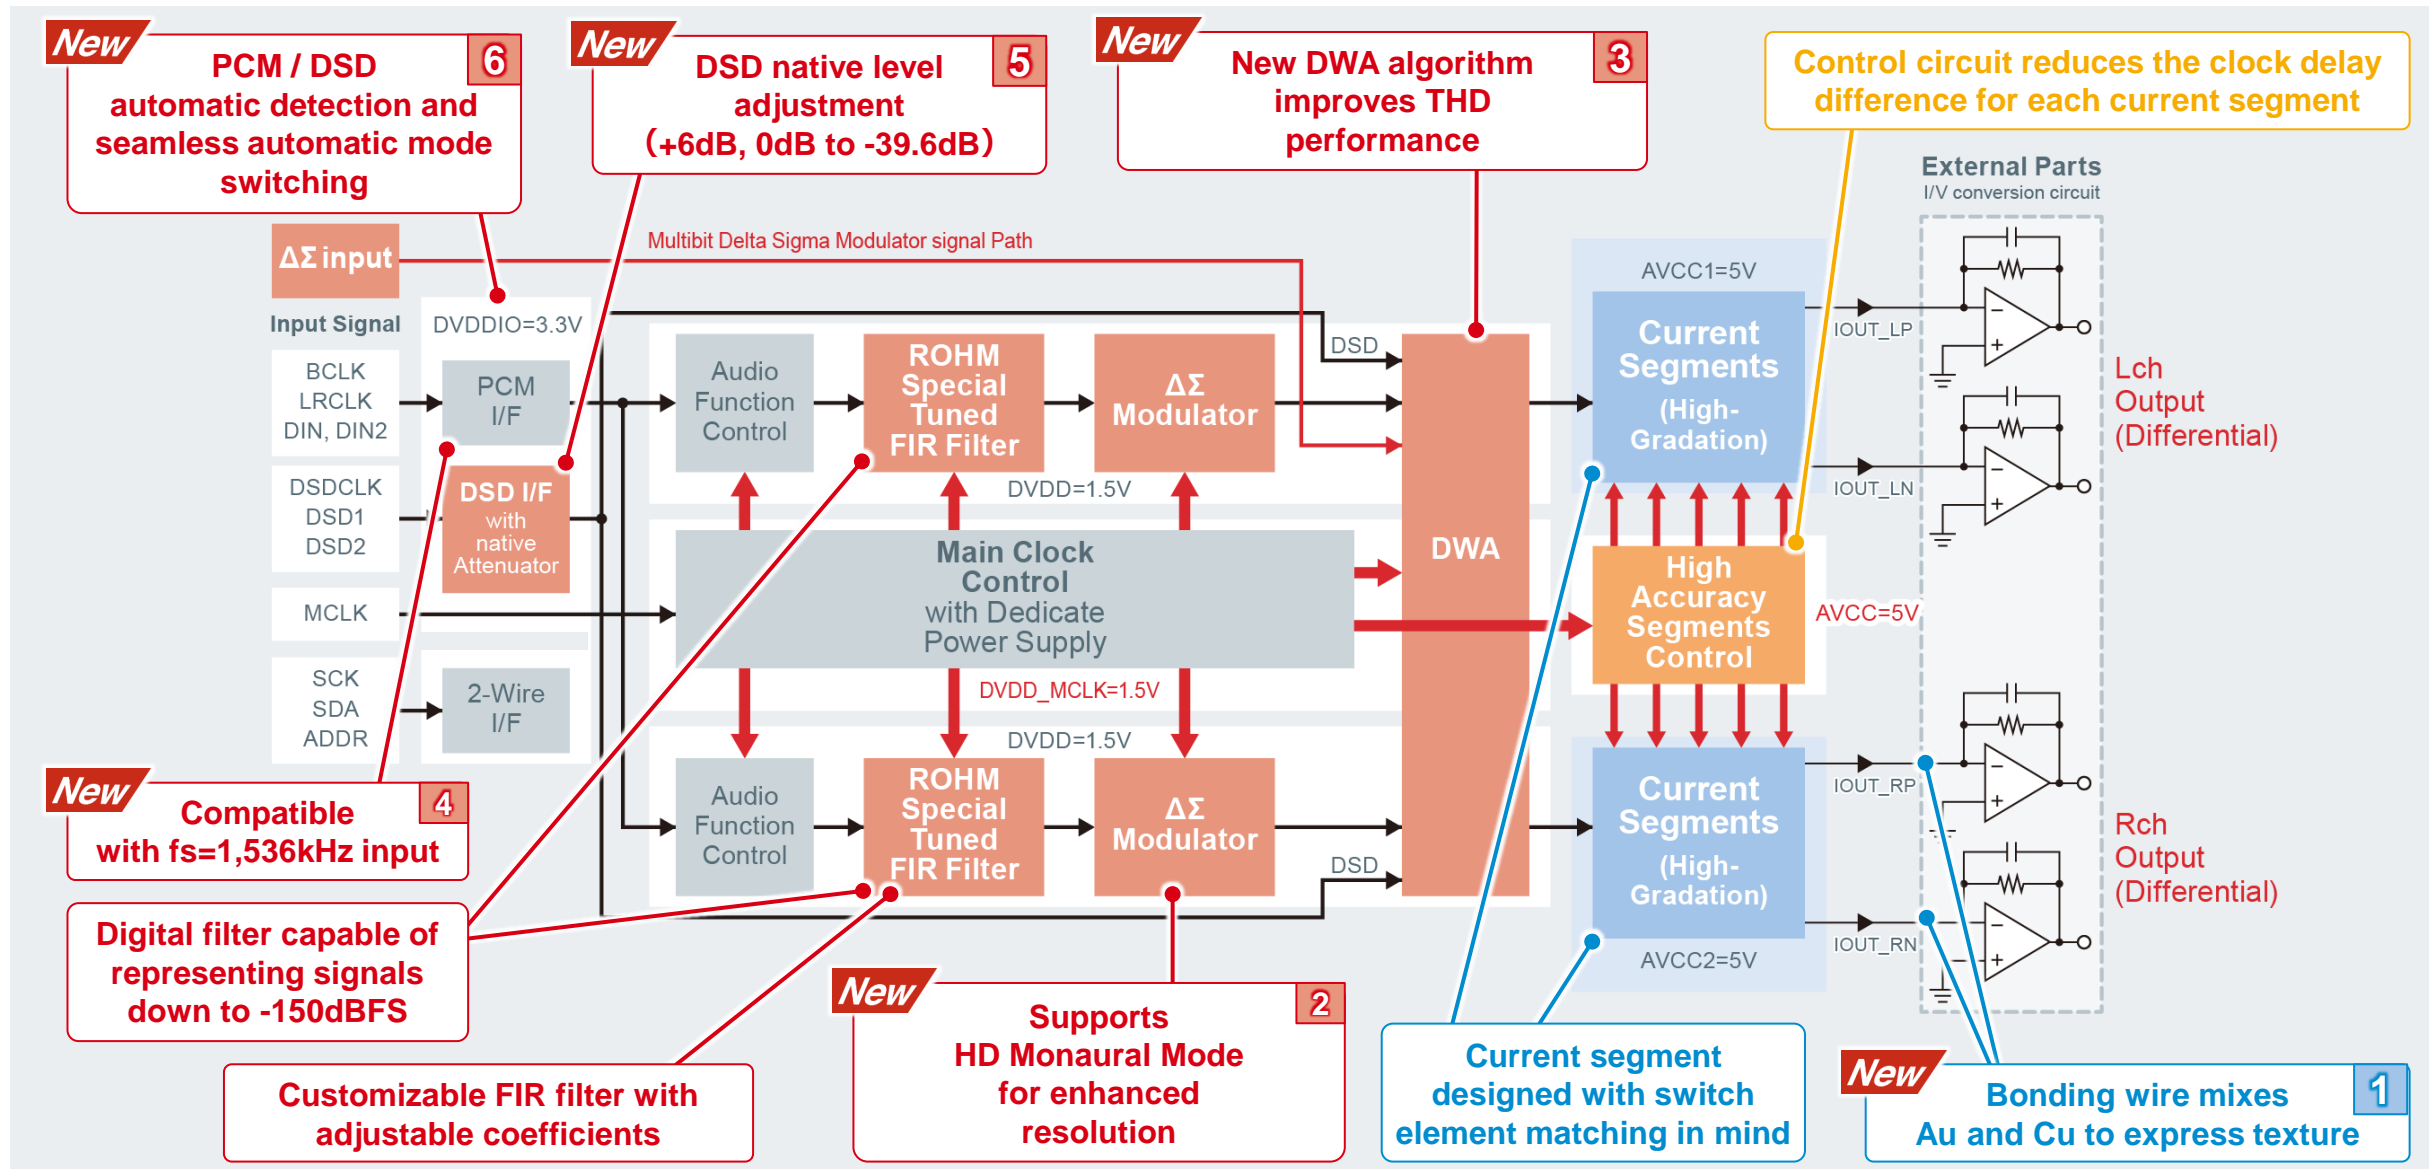 New
6
PCM / DSD
automatic detection and
seamless automatic mode
switching
New
5
DSD native level
adjustment
(+6dB, 0dB to -39.6dB)
New
3
New DWA algorithm
improves THD
performance
Control circuit reduces the clock delay
difference for each current segment
External Parts
I/V conversion circuit
ΔΣ input
Multibit Delta Sigma Modulator signal Path
Input Signal
DVDDIO=3.3V
BCLK
LRCLK
DIN, DIN2
PCM
I/F
DSDCLK
DSD1
DSD2
DSD I/F
with
native
Attenuator
MCLK
SCK
SDA
ADDR
2-Wire
I/F
Audio
Function
Control
ROHM
Special
Tuned
FIR Filter
ΔΣ
Modulator
DSD
DVDD=1.5V
Main Clock
Control
with Dedicate
Power Supply
DVDD_MCLK=1.5V
DVDD=1.5V
Audio
Function
Control
ROHM
Special
Tuned
FIR Filter
ΔΣ
Modulator
DSD
DWA
AVCC1=5V
Current
Segments
(High-
Gradation)
High
Accuracy
Segments
Control
AVCC=5V
Current
Segments
(High-
Gradation)
AVCC2=5V
IOUT_LP
−
+
IOUT_LN
−
+
Lch
Output
(Differential)
IOUT_RP
−
+
IOUT_RN
−
+
Rch
Output
(Differential)
New
4
Compatible
with fs=1,536kHz input
Digital filter capable of
representing signals
down to -150dBFS
Customizable FIR filter with
adjustable coefficients
New
2
Supports
HD Monaural Mode
for enhanced
resolution
Current segment
designed with switch
element matching in mind
New
1
Bonding wire mixes
Au and Cu to express texture